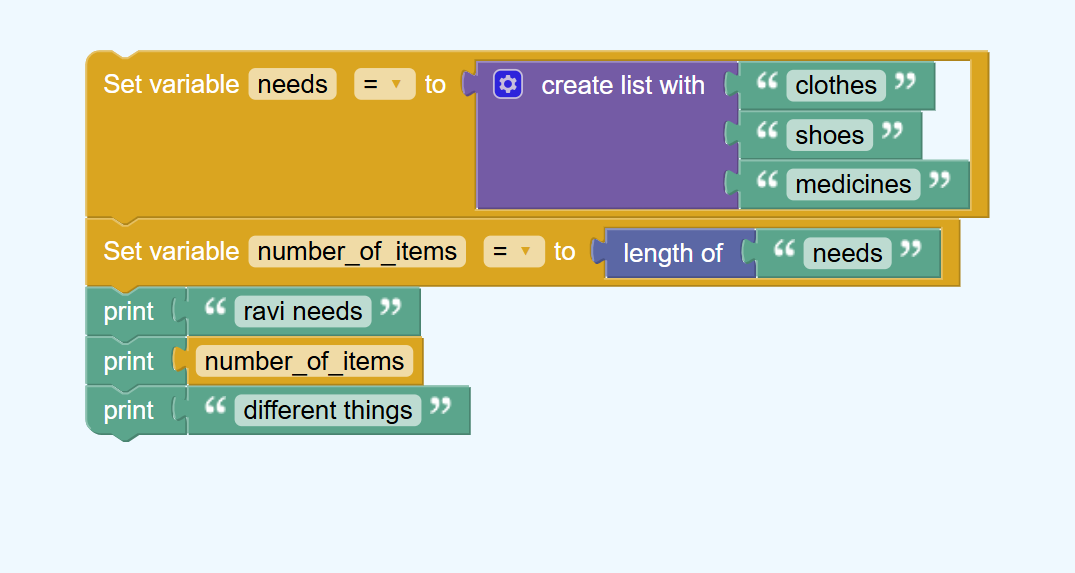 Set variable needs = to create list with “ clothes ”
“ shoes ”
“ medicines ”
Set variable number_of_items = to length of “ needs ”
print “ ravi needs ”
print number_of_items
print “ different things ”